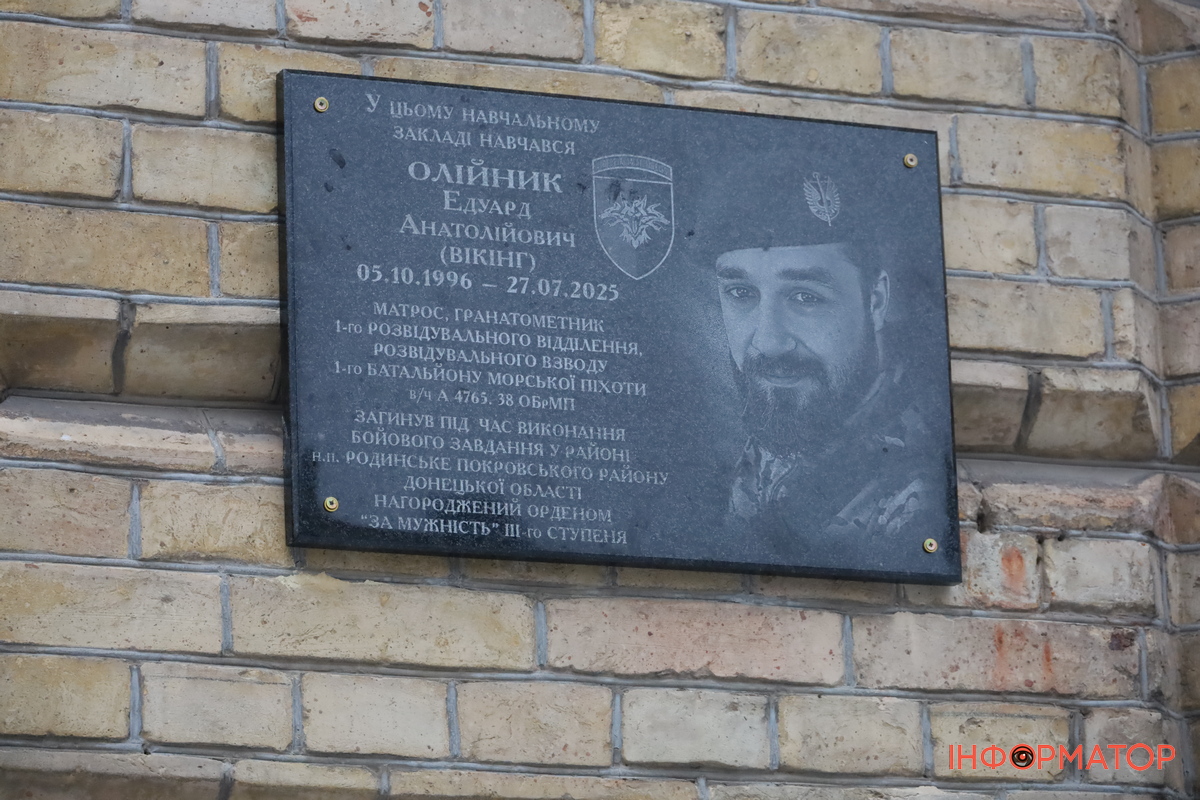 У ЦЬОМУ НАВЧАЛЬНОМУ
ЗАКЛАДІ НАВЧАВСЯ
ОЛІЙНИК
ЕДУАРД
АНАТОЛІЙОВИЧ
(ВІКІНГ)
05.10.1996 – 27.07.2025
МАТРОС, ГРАНАТОМЕТНИК
1-го РОЗВІДУВАЛЬНОГО ВІДДІЛЕННЯ,
РОЗВІДУВАЛЬНОГО ВЗВОДУ
1-го БАТАЛЬЙОНУ МОРСЬКОЇ ПІХОТИ
в/ч А 4765, 38 ОБрМП
ЗАГИНУВ ПІД ЧАС ВИКОНАННЯ
БОЙОВОГО ЗАВДАННЯ У РАЙОНІ
н.п. РОДИНСЬКЕ ПОКРОВСЬКОГО РАЙОНУ
ДОНЕЦЬКОЇ ОБЛАСТІ
НАГОРОДЖЕНИЙ ОРДЕНОМ
“ЗА МУЖНІСТЬ” III-го СТУПЕНЯ
ІНФОРМАТОР